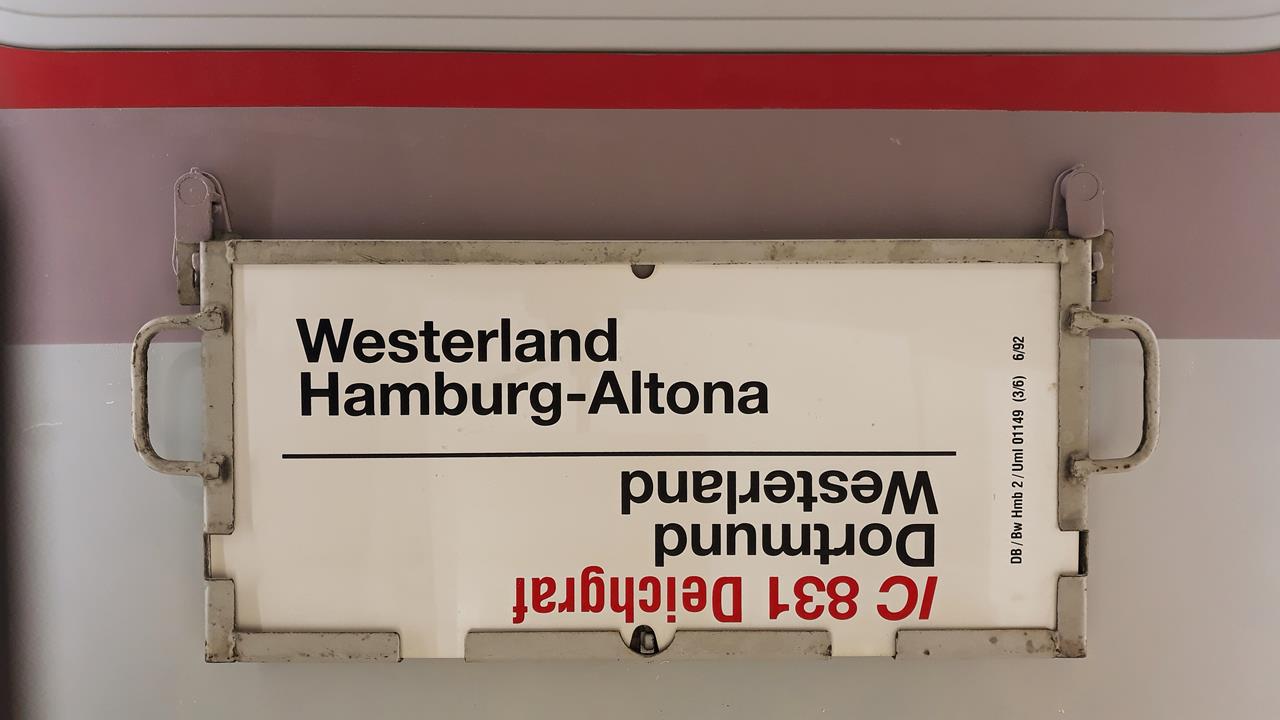 Westerland
Hamburg-Altona
IC 831 Deichgraf
Dortmund
Westerland
DB / Bw Hmb 2 / Uml 01149 (3/6) 6/92